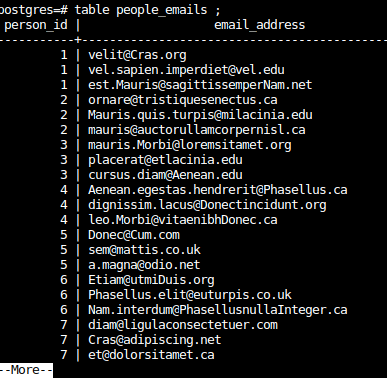 postgres=# table people_emails ;
person_id | email_address
-----------+------------------------------------------
1 | velit@Cras.org
1 | vel.sapien.imperdiet@vel.edu
1 | est.Mauris@sagittissemperNam.net
2 | ornare@tristiquesenectus.ca
2 | Mauris.quis.turpis@milacinia.edu
2 | mauris@auctorullamcorpernisl.ca
3 | mauris.Morbi@loremsitamet.org
3 | placerat@etlacinia.edu
3 | cursus.diam@Aenean.edu
4 | Aenean.egestas.hendrerit@Phasellus.ca
4 | dignissim.lacus@Donectincidunt.org
4 | leo.Morbi@vitaenibhDonec.ca
5 | Donec@Cum.com
5 | sem@mattis.co.uk
5 | a.magna@odio.net
6 | Etiam@utmiDuis.org
6 | Phasellus.elit@euturpis.co.uk
6 | Nam.interdum@PhasellusnullaInteger.ca
7 | diam@ligulaconsectetuer.com
7 | Cras@adipiscing.net
7 | et@dolorsitamet.ca
--More--